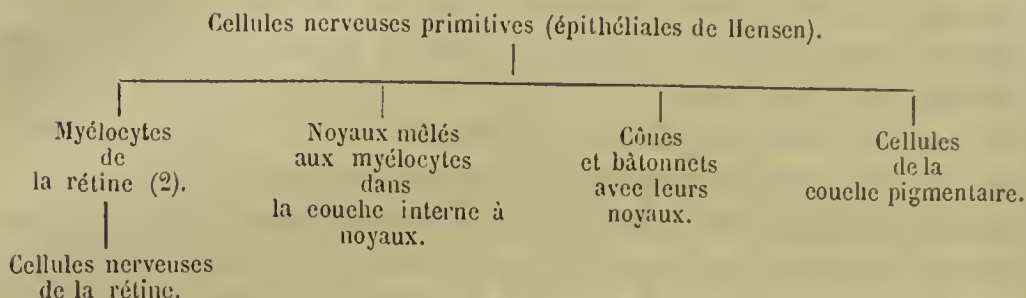 Cellules nerveuses primitives (épithéliales de Hensen).
Myélocytes
de
la rétine (2).
Cellules nerveuses
de la rétine.
Noyaux mêlés
aux myélocytes
dans
la couche interne à
noyaux.
Cônes
et bâtonnets
avec leurs
noyaux.
Cellules
de la
couche pigmentaire.